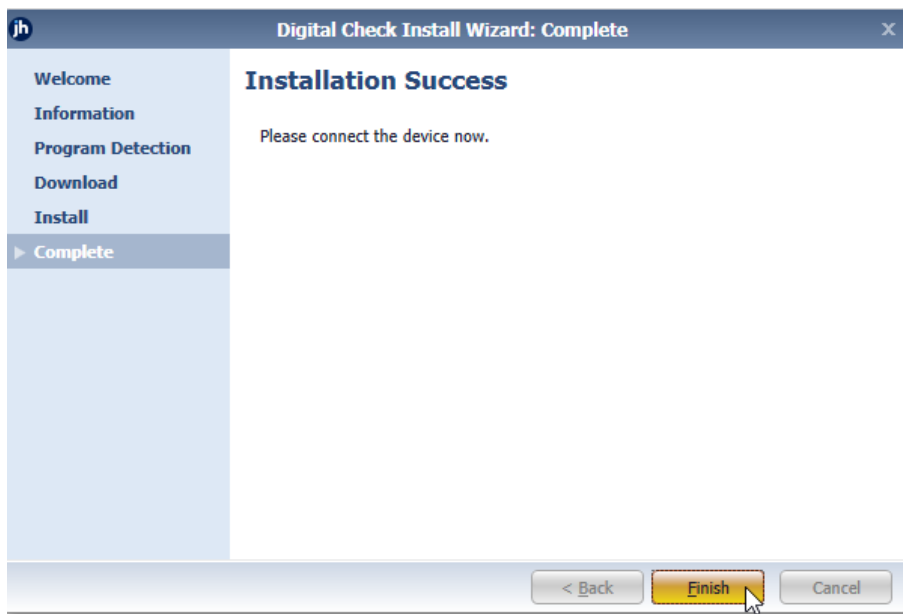 jh
Digital Check Install Wizard: Complete
x
Welcome
Information
Program Detection
Download
Install
Complete
Installation Success
Please connect the device now.
< Back
Finish
Cancel